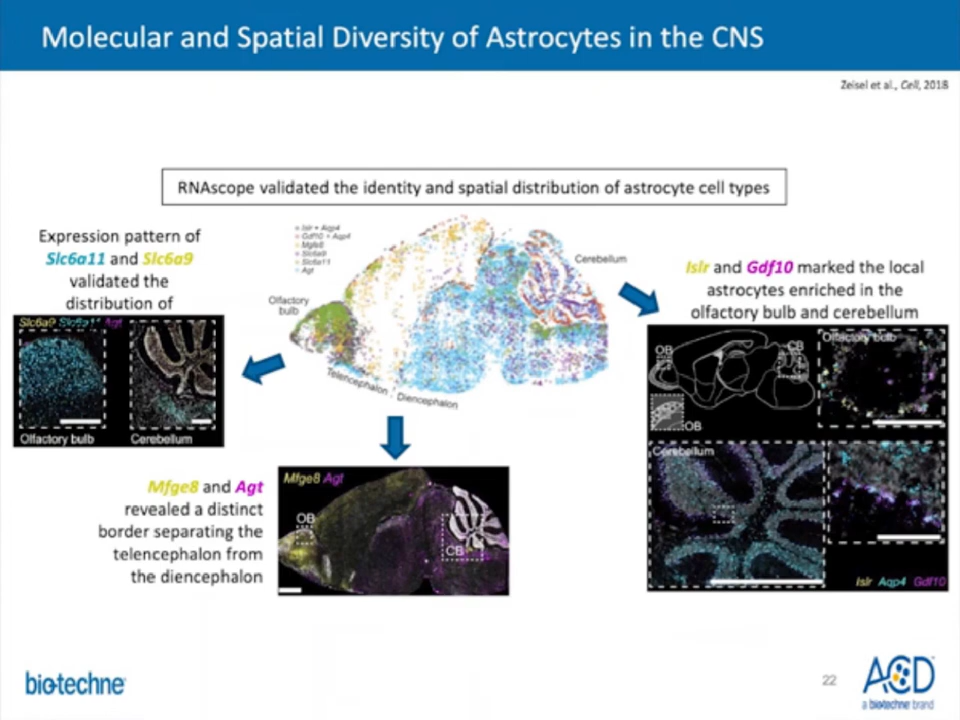 Molecular and Spatial Diversity of Astrocytes in the CNS
Zeisel et al., Cell, 2018
RNAscope validated the identity and spatial distribution of astrocyte cell types
Expression pattern of
Slc6a11 and Slc6a9
validated the
distribution of
Slc6a9 Slc6a11 Agt
Olfactory bulb
Cerebellum
Islr + Aqp4
Gdf10 + Aqp4
Mgfe8
Slc6a9
Slc6a11
Agt
Olfactory
bulb
Cerebellum
Telencephalon
Diencephalon
Islr and Gdf10 marked the local
astrocytes enriched in the
olfactory bulb and cerebellum
OB
CB
OB
Olfactory bulb
Cerebellum
Islr Aqp4 Gdf10
Mfge8 and Agt
revealed a distinct
border separating the
telencephalon from
the diencephalon
Mfge8 Agt
OB
CB
bio-techne
22
ACD
a biotechne brand